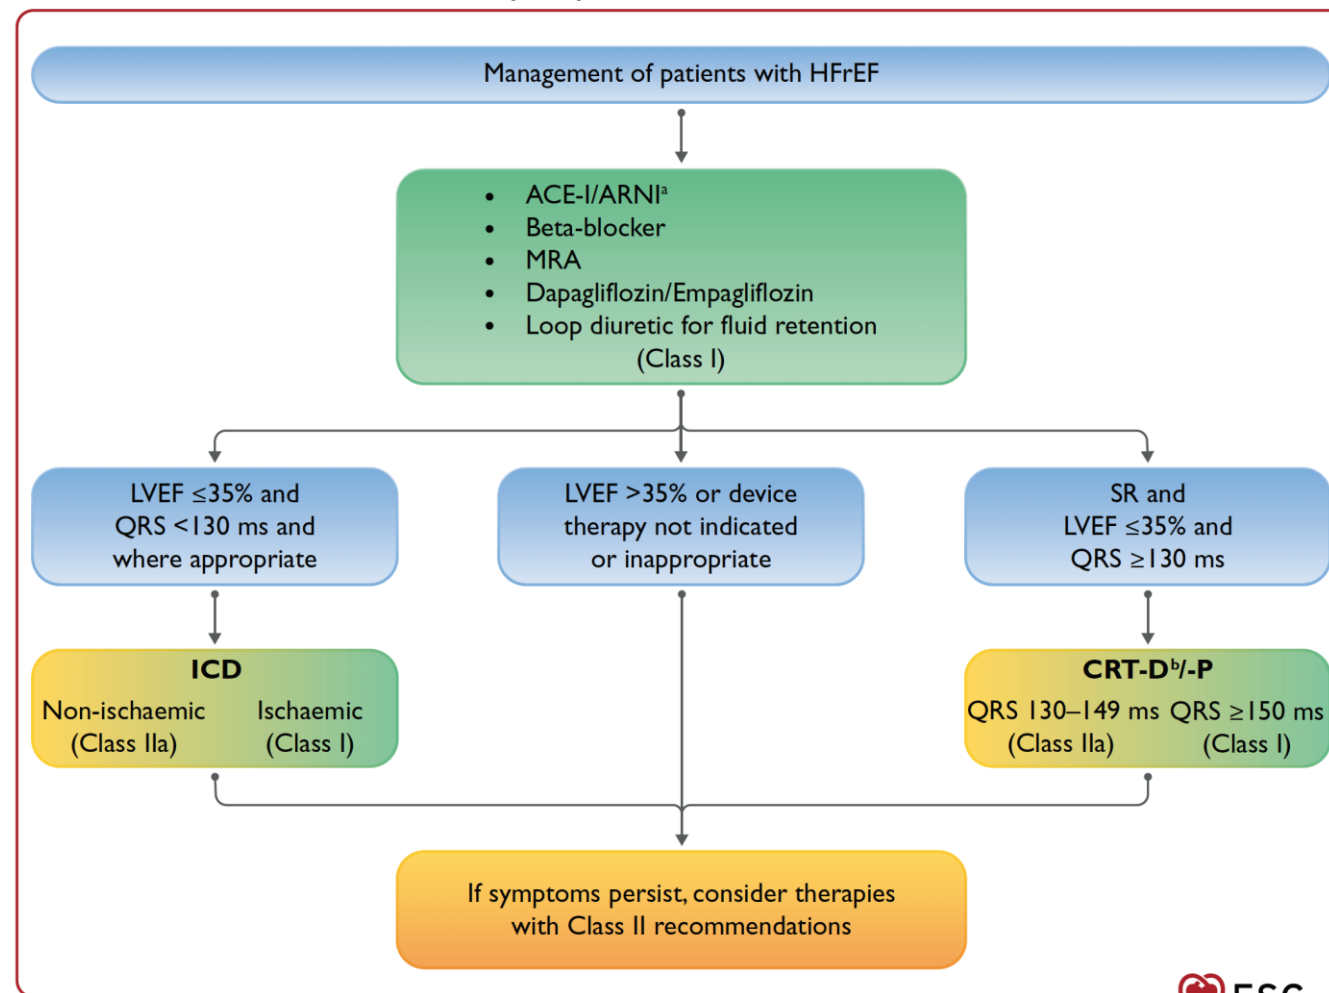 Management of patients with HFrEF
• ACE-I/ARNIᵃ
• Beta-blocker
• MRA
• Dapagliflozin/Empagliflozin
• Loop diuretic for fluid retention
(Class I)
LVEF ≤35% and
QRS <130 ms and
where appropriate
LVEF >35% or device
therapy not indicated
or inappropriate
SR and
LVEF ≤35% and
QRS ≥130 ms
ICD
Non-ischaemic
(Class IIa)
Ischaemic
(Class I)
CRT-Dᵇ/-P
QRS 130–149 ms
(Class IIa)
QRS ≥150 ms
(Class I)
If symptoms persist, consider therapies
with Class II recommendations
ESC